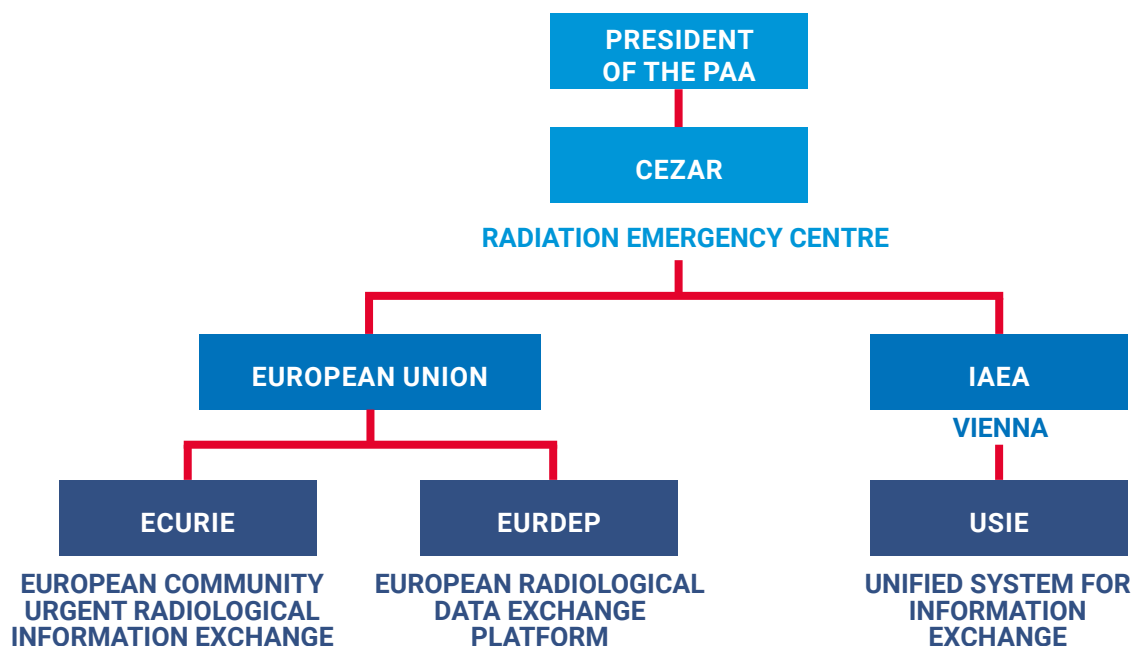 PRESIDENT
OF THE PAA
CEZAR
RADIATION EMERGENCY CENTRE
EUROPEAN UNION
IAEA
VIENNA
ECURIE
EURDEP
USIE
EUROPEAN COMMUNITY
URGENT RADIOLOGICAL
INFORMATION EXCHANGE
EUROPEAN RADIOLOGICAL
DATA EXCHANGE
PLATFORM
UNIFIED SYSTEM FOR
INFORMATION
EXCHANGE